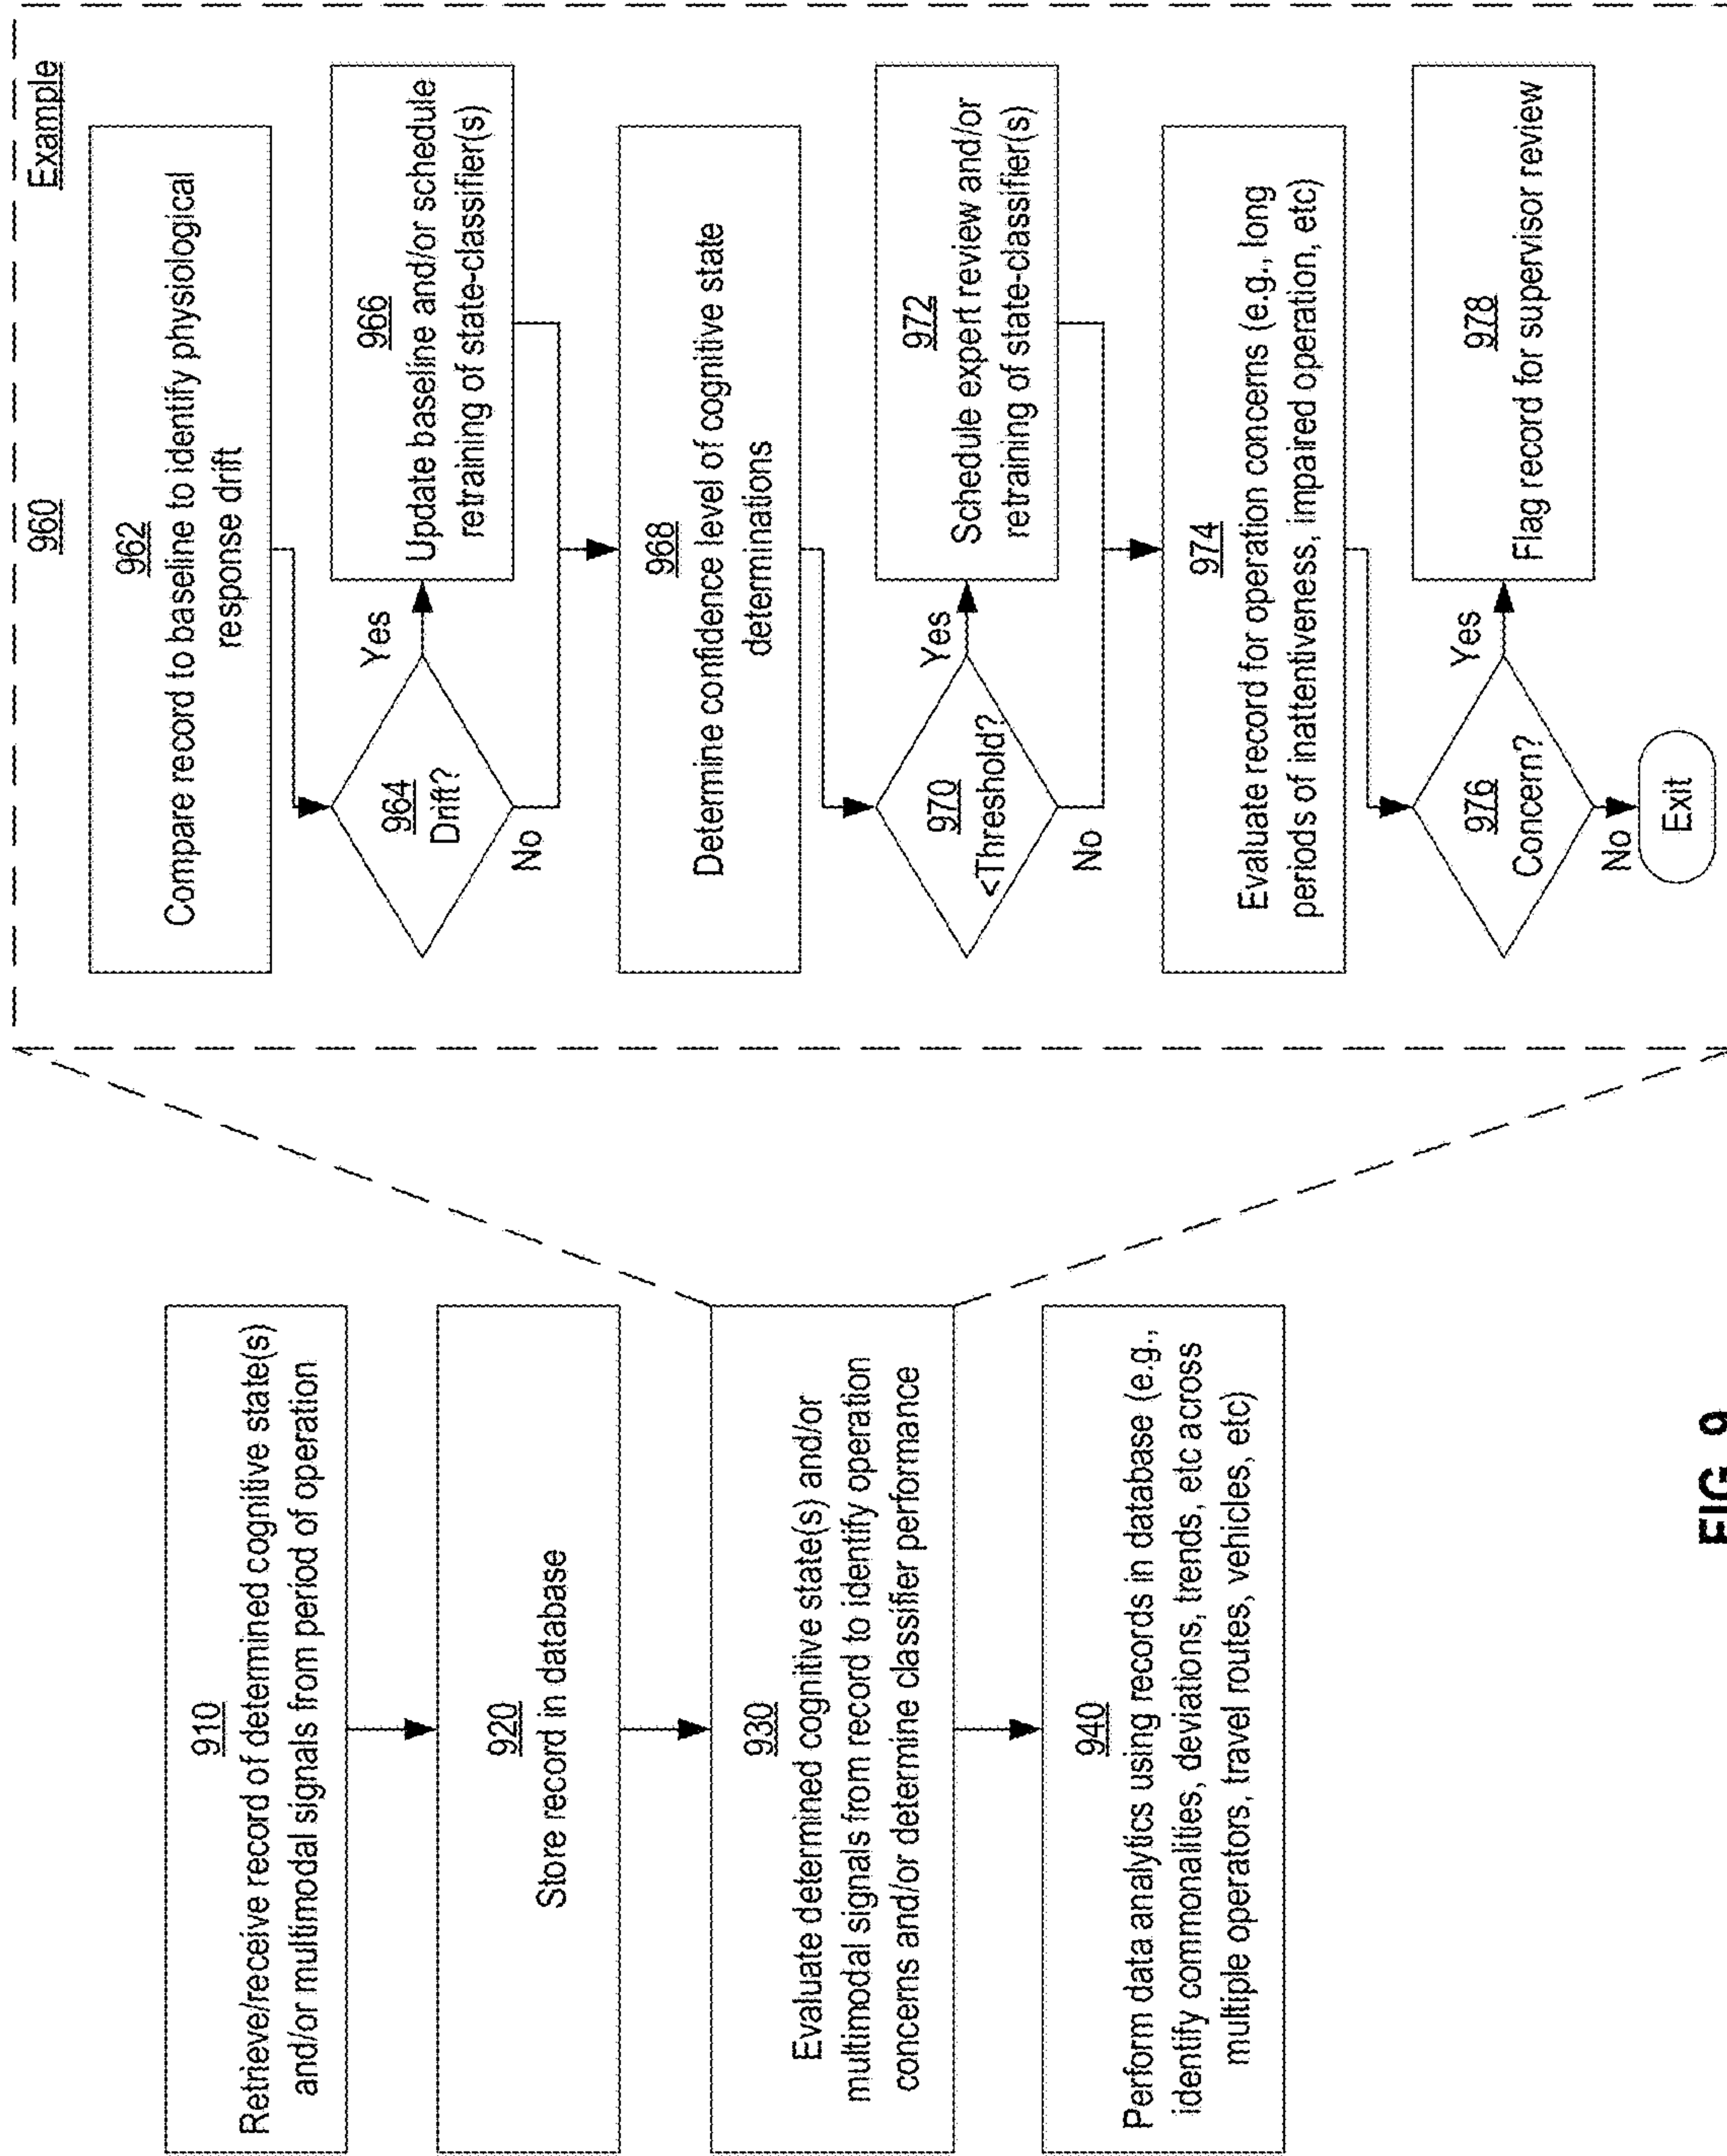 910
Retrieve/receive record of determined cognitive state(s)
and/or multimodal signals from period of operation
920
Store record in database
930
Evaluate determined cognitive state(s) and/or
multimodal signals from record to identify operation
concerns and/or determine classifier performance
940
Perform data analytics using records in database (e.g.,
identify commonalities, deviations, trends, etc across
multiple operators, travel routes, vehicles, etc)
960
Example
962
Compare record to baseline to identify physiological
response drift
964
Drift?
Yes
No
966
Update baseline and/or schedule
retraining of state-classifier(s)
968
Determine confidence level of cognitive state
determinations
970
<Threshold?
Yes
No
972
Schedule expert review and/or
retraining of state-classifier(s)
974
Evaluate record for operation concerns (e.g., long
periods of inattentiveness, impaired operation, etc)
976
Concern?
Yes
No
978
Flag record for supervisor review
Exit
FIG. 9